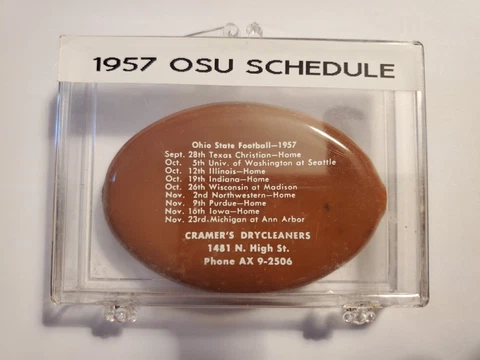 1957 OSU SCHEDULE
Ohio State Football—1957
Sept. 28th Texas Christian—Home
Oct. 5th Univ. of Washington at Seattle
Oct. 12th Illinois—Home
Oct. 19th Indiana—Home
Oct. 26th Wisconsin at Madison
Nov. 2nd Northwestern—Home
Nov. 9th Purdue—Home
Nov. 16th Iowa—Home
Nov. 23rd. Michigan at Ann Arbor
CRAMER'S DRYCLEANERS
1481 N. High St.
Phone AX 9-2506